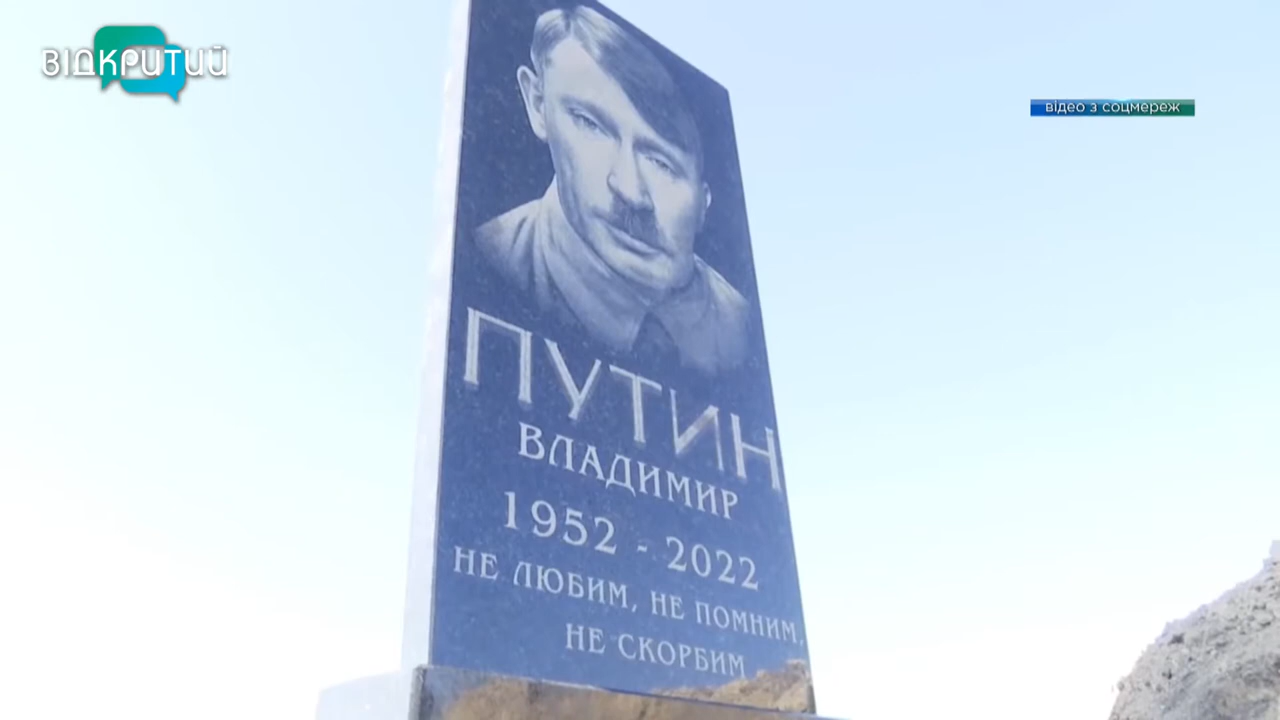 ВІДКРИТИЙ
відео з соцмереж
ПУТИН
ВЛАДИМИР
1952 - 2022
НЕ ЛЮБИМ, НЕ ПОМНИМ,
НЕ СКОРБИМ